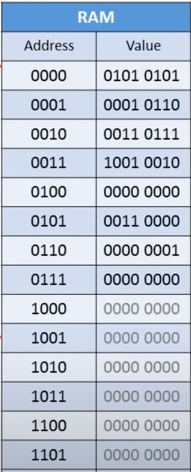 RAM
Address Value
0000 0101 0101
0001 0001 0110
0010 0011 0111
0011 1001 0010
0100 0000 0000
0101 0011 0000
0110 0000 0001
0111 0000 0000
1000 0000 0000
1001 0000 0000
1010 0000 0000
1011 0000 0000
1100 0000 0000
1101 0000 0000